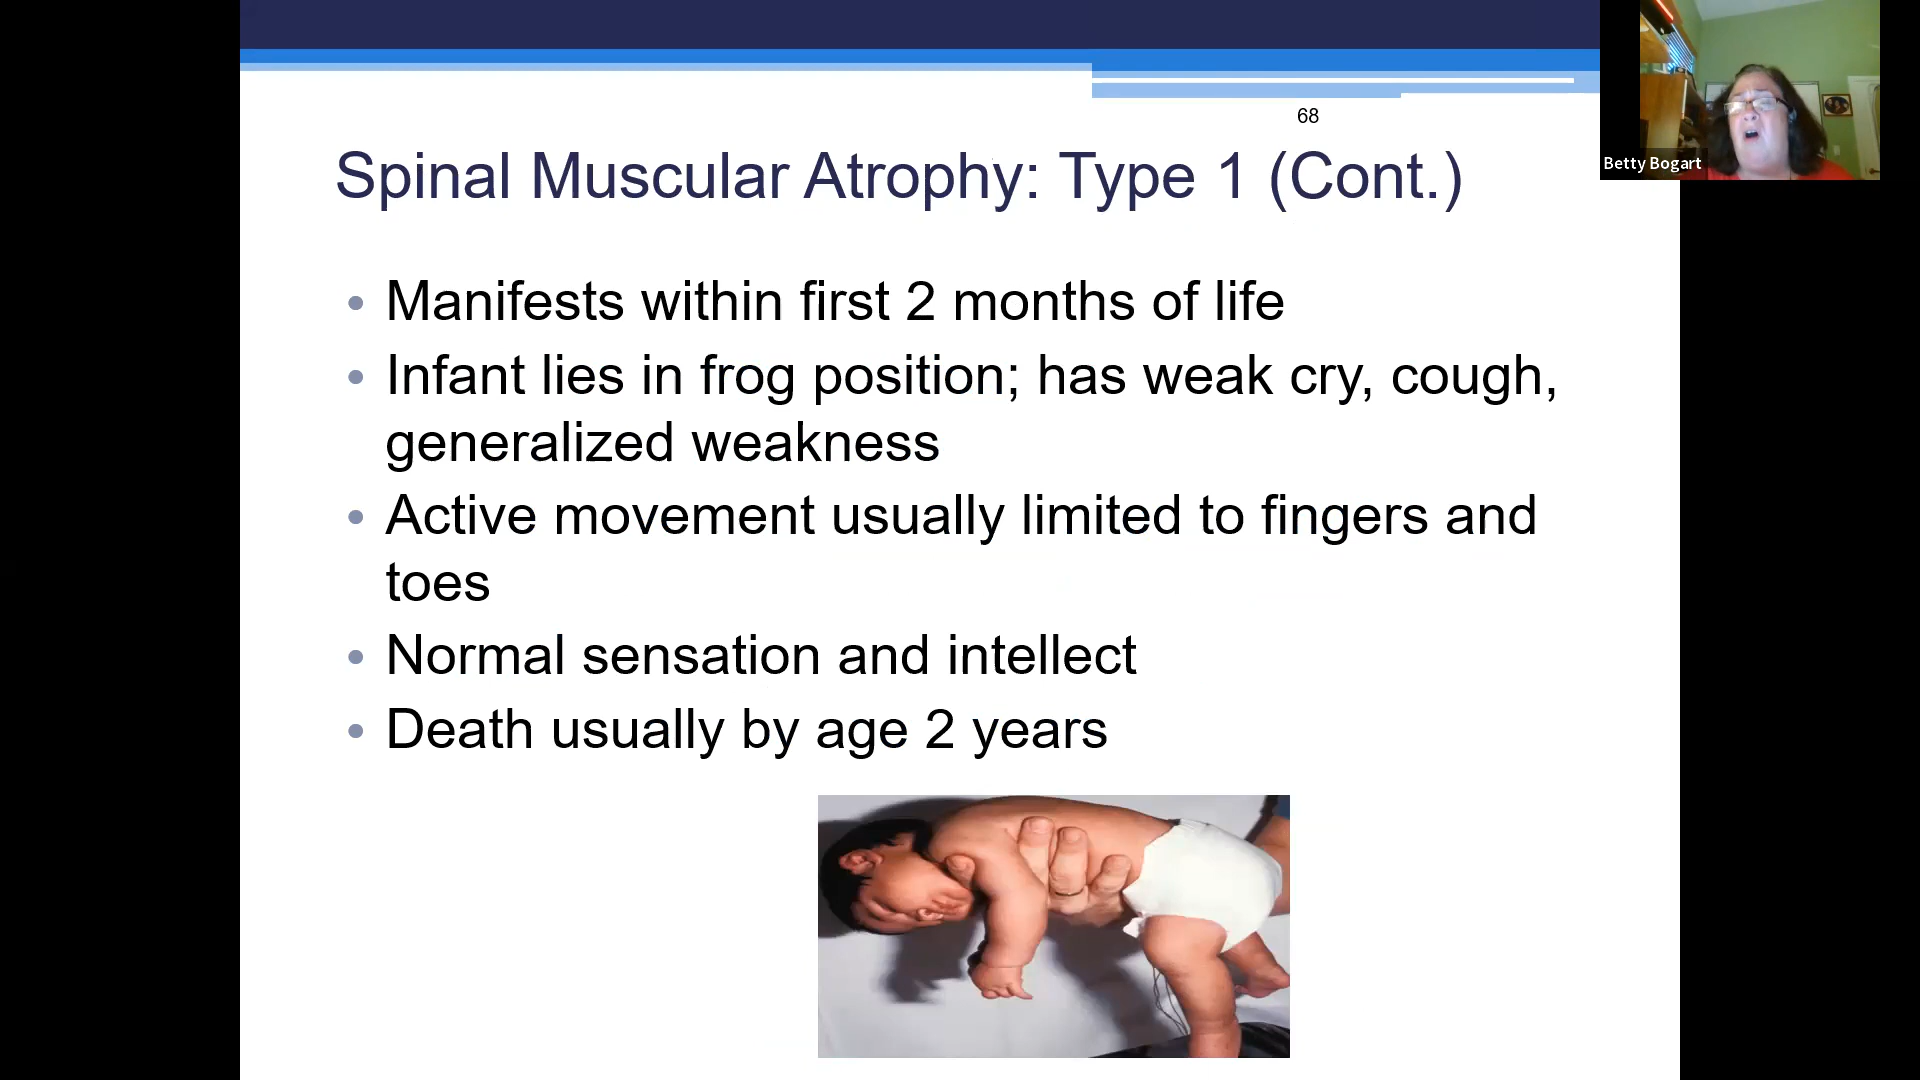 68
Spinal Muscular Atrophy: Type 1 (Cont.)
• Manifests within first 2 months of life
• Infant lies in frog position; has weak cry, cough,
generalized weakness
• Active movement usually limited to fingers and
toes
• Normal sensation and intellect
• Death usually by age 2 years
Betty Bogart